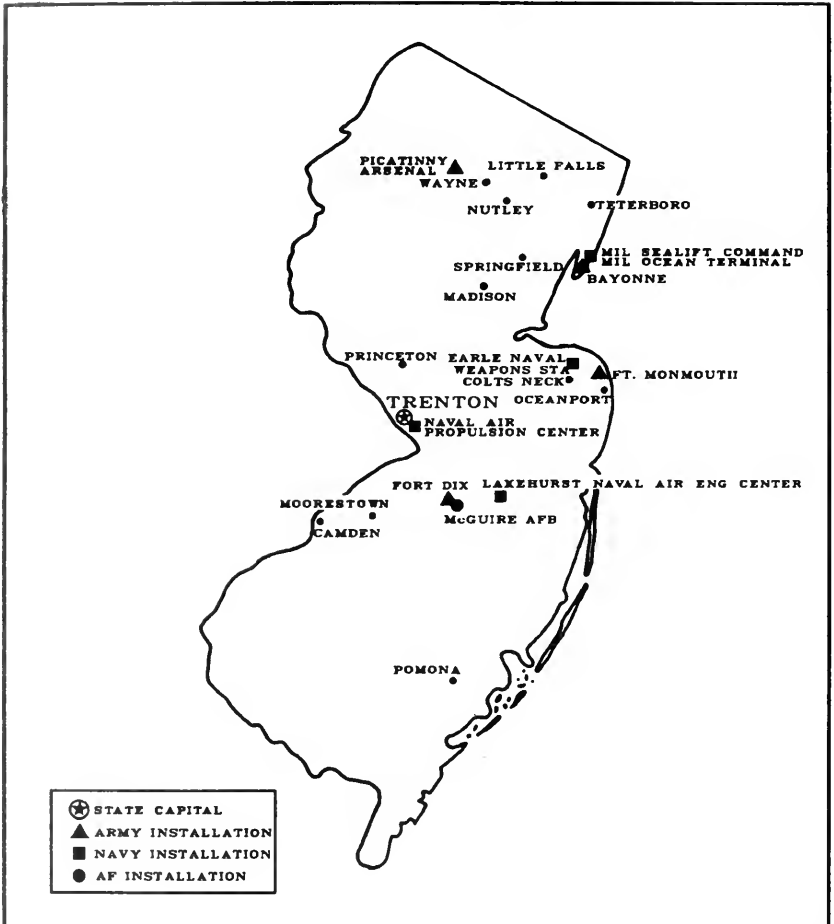 PICATINNY
ARSENAL
LITTLE FALLS
WAYNE
NUTLEY
TETERBORO
MIL SEALIFT COMMAND
SPRINGFIELD
MIL OCEAN TERMINAL
BAYONNE
MADISON
PRINCETON
EARLE NAVAL
WEAPONS STA
COLTS NECK
FT. MONMOUTH
OCEANPORT
TRENTON
NAVAL AIR
PROPULSION CENTER
FORT DIX
LAKEHURST NAVAL AIR ENG CENTER
MOORESTOWN
McGUIRE AFB
CAMDEN
POMONA
STATE CAPITAL
ARMY INSTALLATION
NAVY INSTALLATION
AF INSTALLATION